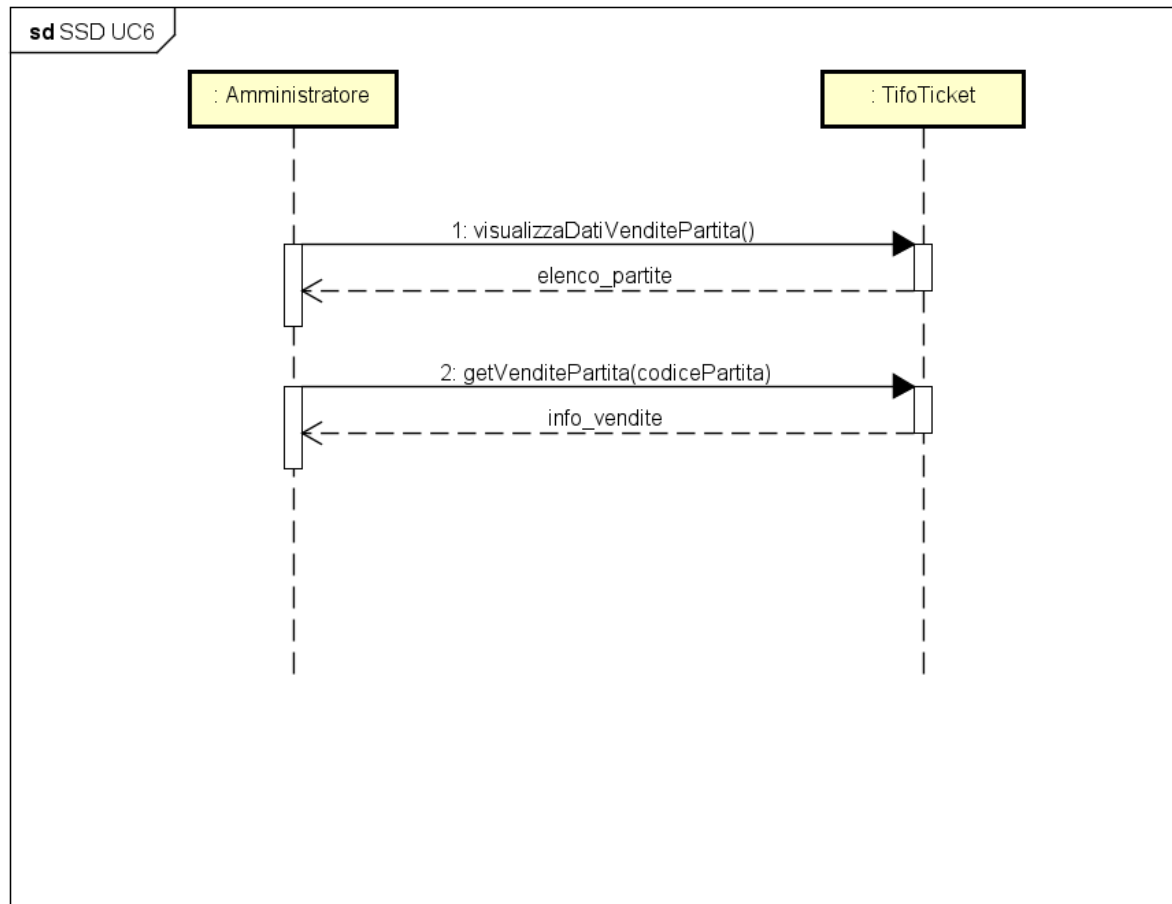 sd SSD UC6
: Amministratore
: TifoTicket
1: visualizzaDatiVenditePartita()
elenco_partite
2: getVenditePartita(codicePartita)
info_vendite